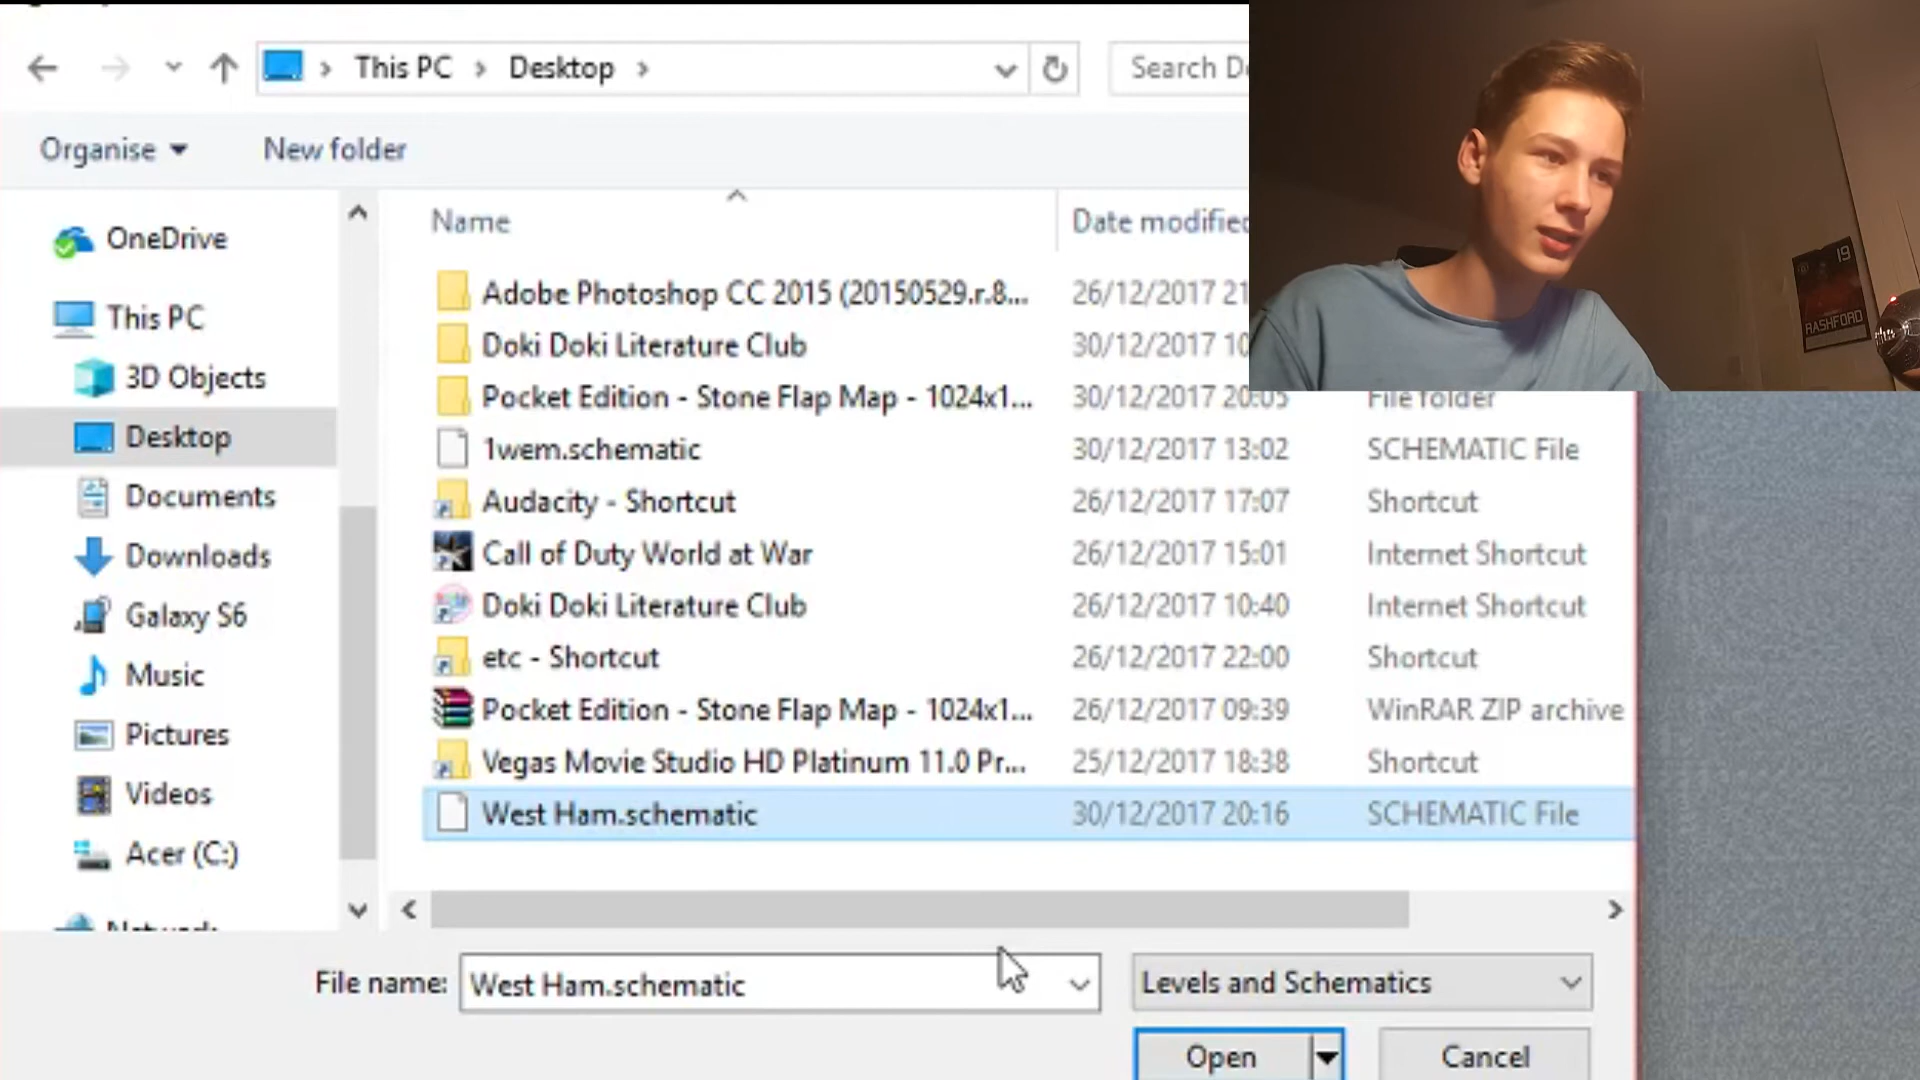 This PC > Desktop >
Search D
Organise
New folder
Name
Date modified
OneDrive
This PC
3D Objects
Desktop
Documents
Downloads
Galaxy S6
Music
Pictures
Videos
Acer (C:)
Network
Adobe Photoshop CC 2015 (20150529.r.8... 26/12/2017 21
Doki Doki Literature Club 30/12/2017 10
Pocket Edition - Stone Flap Map - 1024x1... 30/12/2017 20:05 File folder
1wem.schematic 30/12/2017 13:02 SCHEMATIC File
Audacity - Shortcut 26/12/2017 17:07 Shortcut
Call of Duty World at War 26/12/2017 15:01 Internet Shortcut
Doki Doki Literature Club 26/12/2017 10:40 Internet Shortcut
etc - Shortcut 26/12/2017 22:00 Shortcut
Pocket Edition - Stone Flap Map - 1024x1... 26/12/2017 09:39 WinRAR ZIP archive
Vegas Movie Studio HD Platinum 11.0 Pr... 25/12/2017 18:38 Shortcut
West Ham.schematic 30/12/2017 20:16 SCHEMATIC File
File name: West Ham.schematic
Levels and Schematics
Open
Cancel
19
RASHFORD